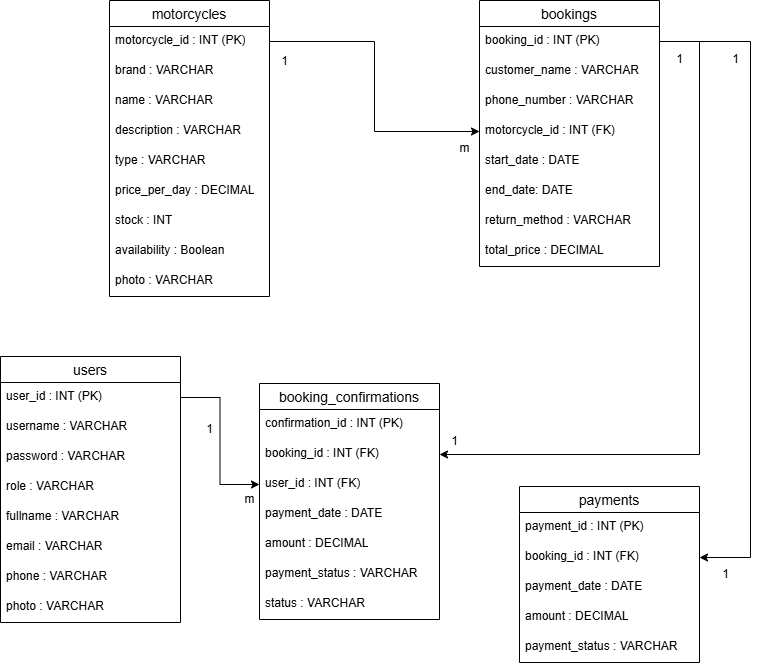 motorcycles
motorcycle_id : INT (PK)
brand : VARCHAR
name : VARCHAR
description : VARCHAR
type : VARCHAR
price_per_day : DECIMAL
stock : INT
availability : Boolean
photo : VARCHAR
1
m
bookings
booking_id : INT (PK)
customer_name : VARCHAR
phone_number : VARCHAR
motorcycle_id : INT (FK)
start_date : DATE
end_date: DATE
return_method : VARCHAR
total_price : DECIMAL
1
1
users
user_id : INT (PK)
username : VARCHAR
password : VARCHAR
role : VARCHAR
fullname : VARCHAR
email : VARCHAR
phone : VARCHAR
photo : VARCHAR
1
m
booking_confirmations
confirmation_id : INT (PK)
booking_id : INT (FK)
user_id : INT (FK)
payment_date : DATE
amount : DECIMAL
payment_status : VARCHAR
status : VARCHAR
1
payments
payment_id : INT (PK)
booking_id : INT (FK)
payment_date : DATE
amount : DECIMAL
payment_status : VARCHAR
1